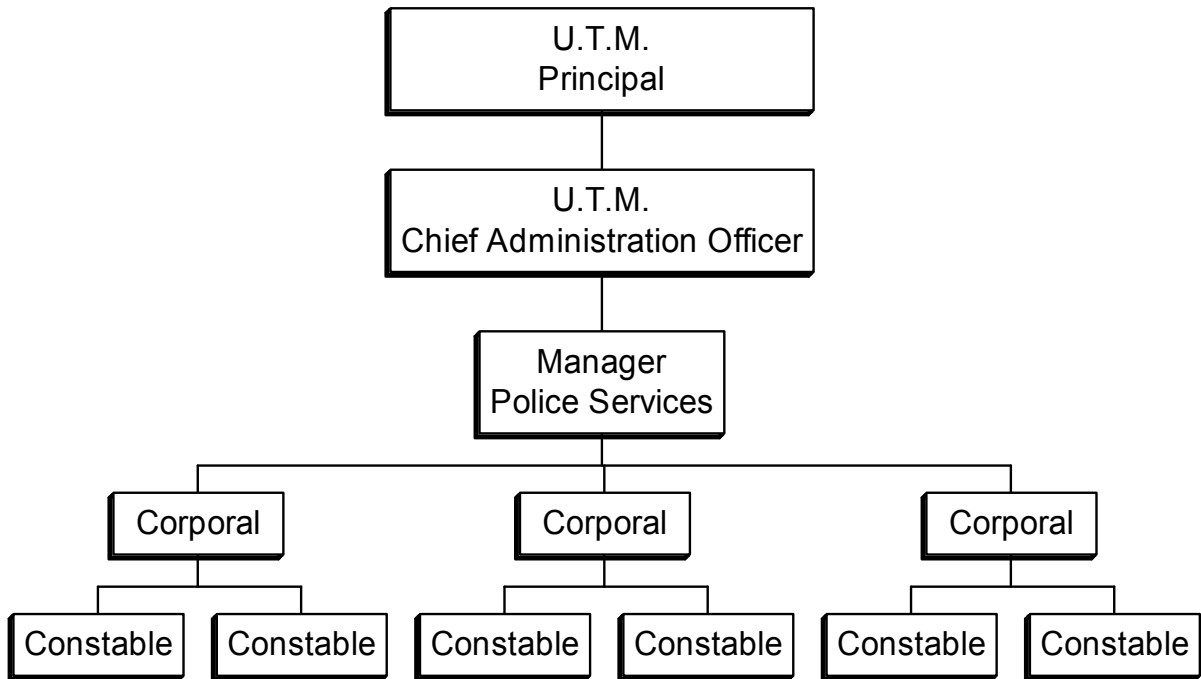 U.T.M.
Principal
U.T.M.
Chief Administration Officer
Manager
Police Services
Corporal
Corporal
Corporal
Constable
Constable
Constable
Constable
Constable
Constable